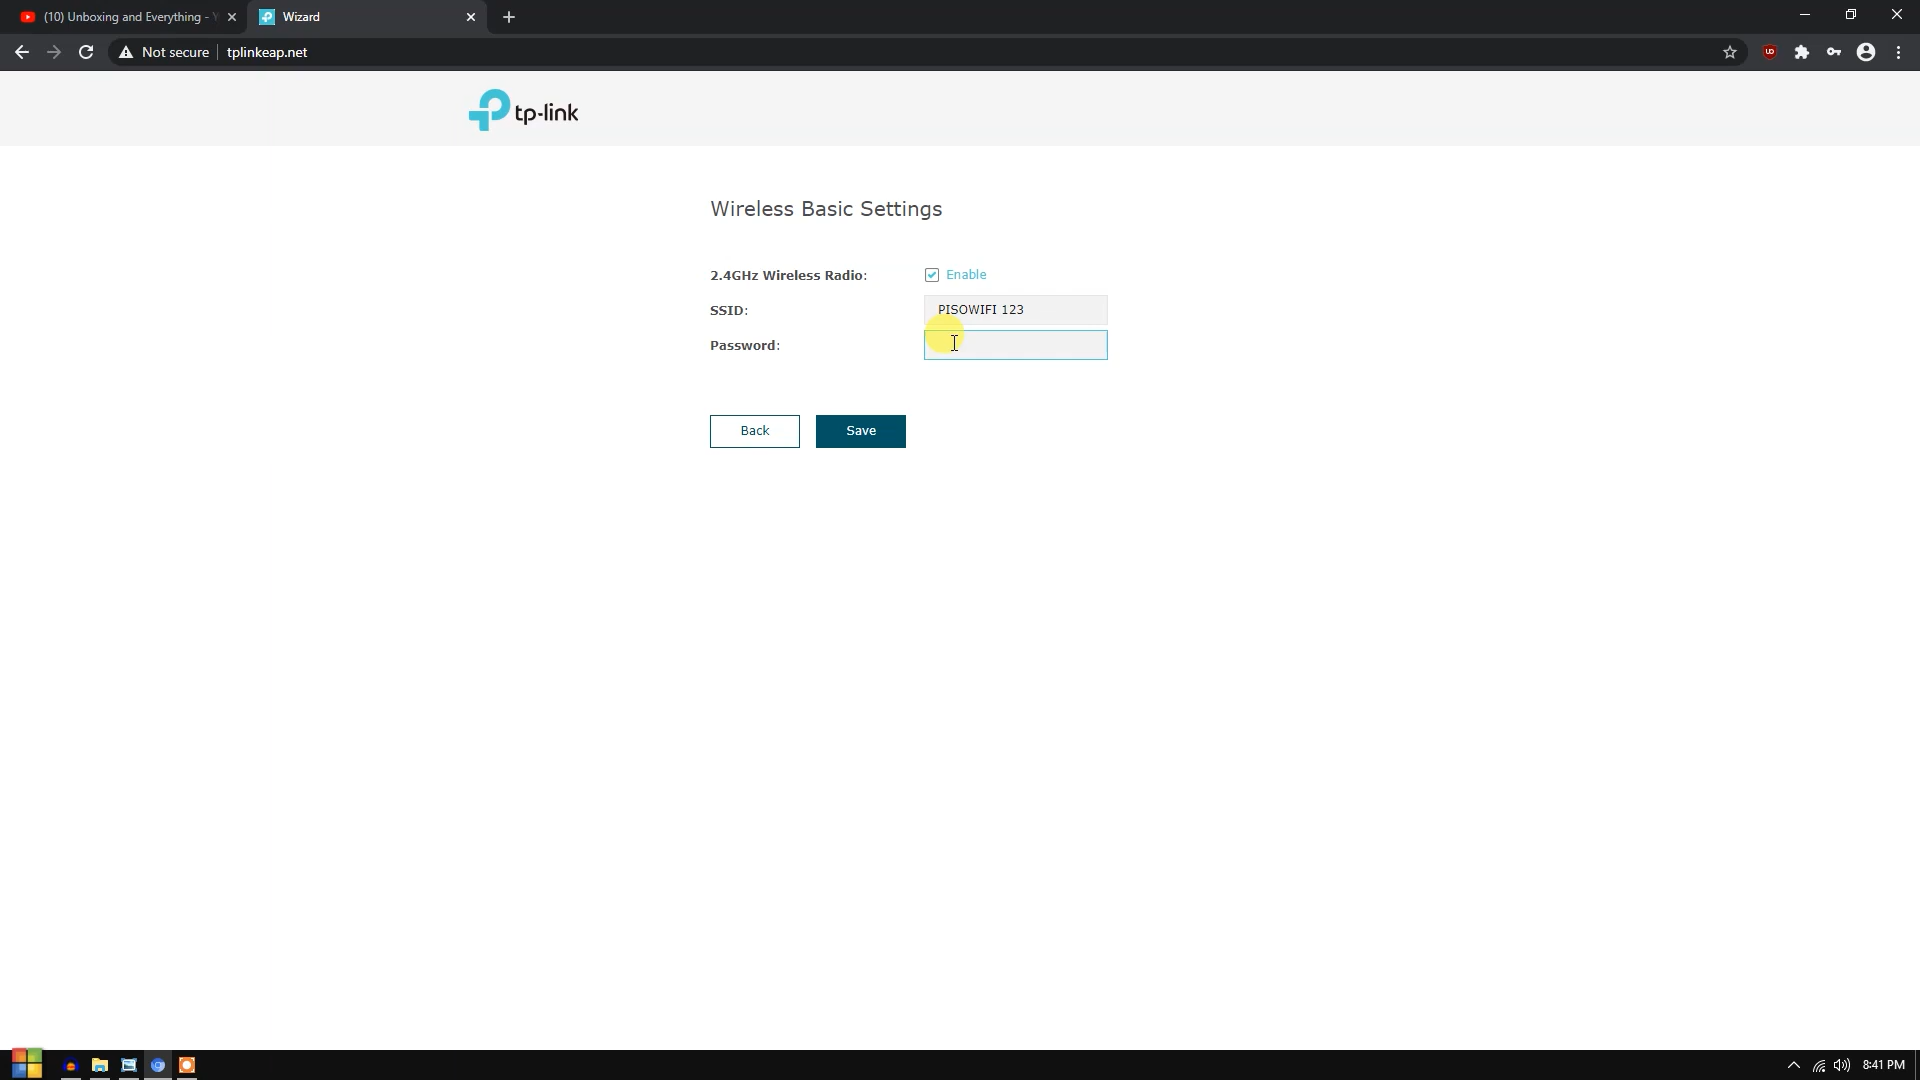 (10) Unboxing and Everything -
Wizard
Not secure
tplinkeap.net
tp-link
Wireless Basic Settings
2.4GHz Wireless Radio:
Enable
SSID:
PISOWIFI 123
Password:
Back
Save
8:41 PM